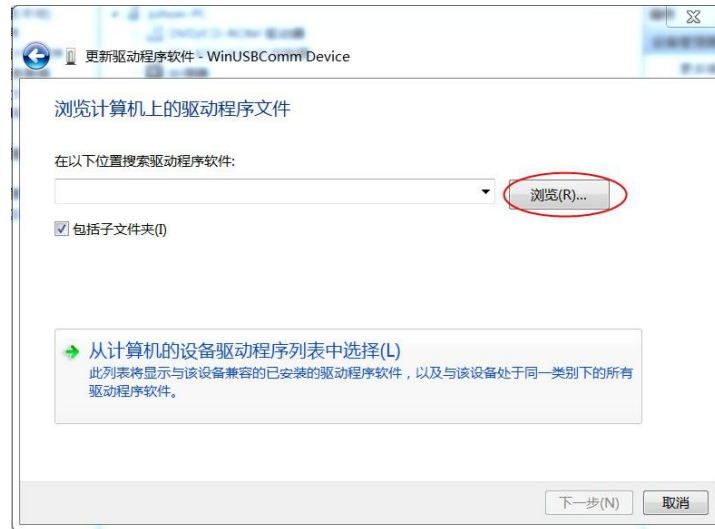 更新驱动程序软件 - WinUSBComm Device
浏览计算机上的驱动程序文件
在以下位置搜索驱动程序软件:
浏览(R)...
包括子文件夹(I)
从计算机的设备驱动程序列表中选择(L)
此列表将显示与该设备兼容的已安装的驱动程序软件，以及与该设备处于同一类别下的所有
驱动程序软件。
下一步(N)
取消